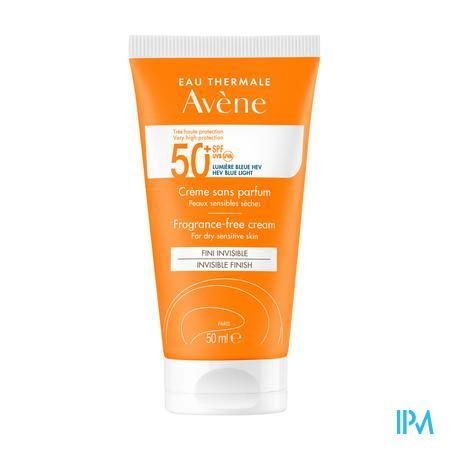 EAU THERMALE
Avène
Très haute protection
Very high protection
50+ SPF
UVB UVA
LUMIÈRE BLEUE HEV
HEV BLUE LIGHT
Crème sans parfum
Peaux sensibles sèches
Fragrance-free cream
For dry sensitive skin
FINI INVISIBLE
INVISIBLE FINISH
PARIS
50 ml ℮
IPM